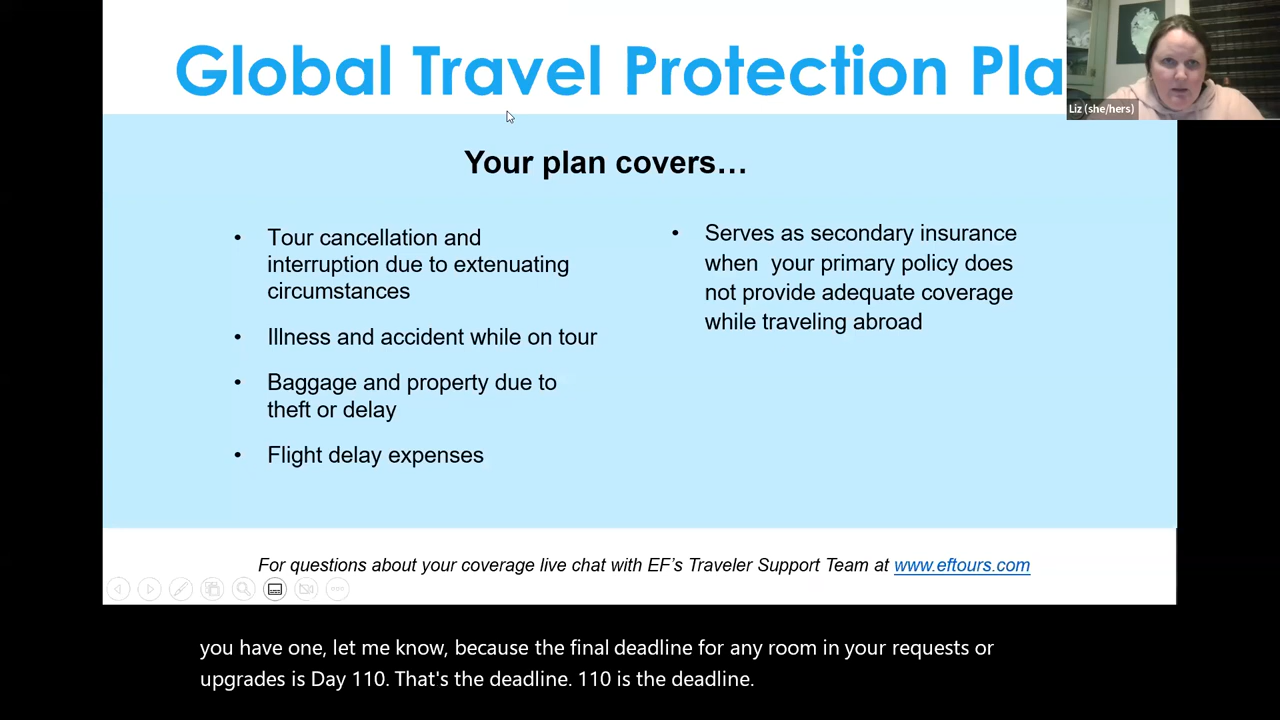 Global Travel Protection Pla
Liz (she/hers)
Your plan covers…
• Tour cancellation and
interruption due to extenuating
circumstances
• Illness and accident while on tour
• Baggage and property due to
theft or delay
• Flight delay expenses
• Serves as secondary insurance
when your primary policy does
not provide adequate coverage
while traveling abroad
For questions about your coverage live chat with EF's Traveler Support Team at www.eftours.com
you have one, let me know, because the final deadline for any room in your requests or
upgrades is Day 110. That's the deadline. 110 is the deadline.